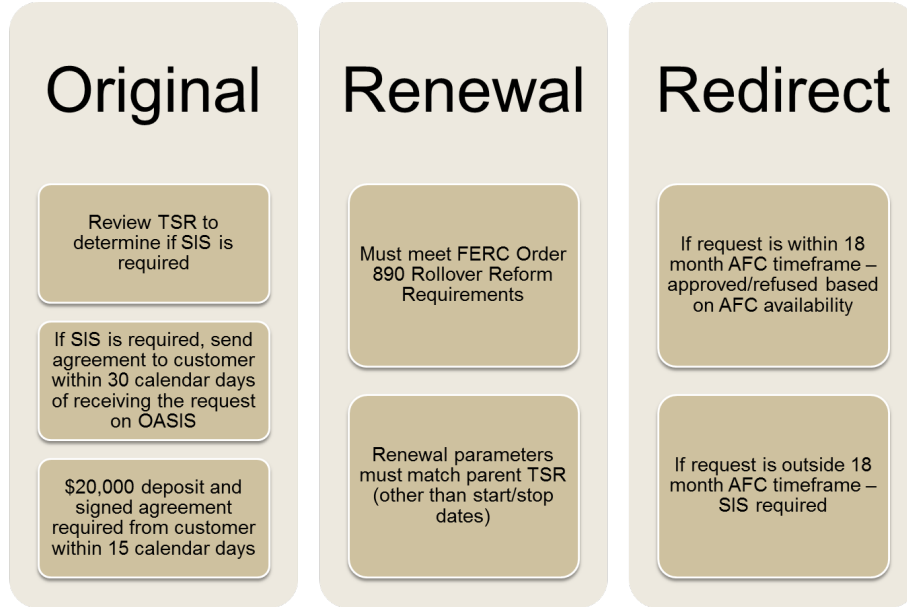 Original
Review TSR to
determine if SIS is
required
If SIS is required, send
agreement to customer
within 30 calendar days
of receiving the request
on OASIS
$20,000 deposit and
signed agreement
required from customer
within 15 calendar days
Renewal
Must meet FERC Order
890 Rollover Reform
Requirements
Renewal parameters
must match parent TSR
(other than start/stop
dates)
Redirect
If request is within 18
month AFC timeframe –
approved/refused based
on AFC availability
If request is outside 18
month AFC timeframe –
SIS required